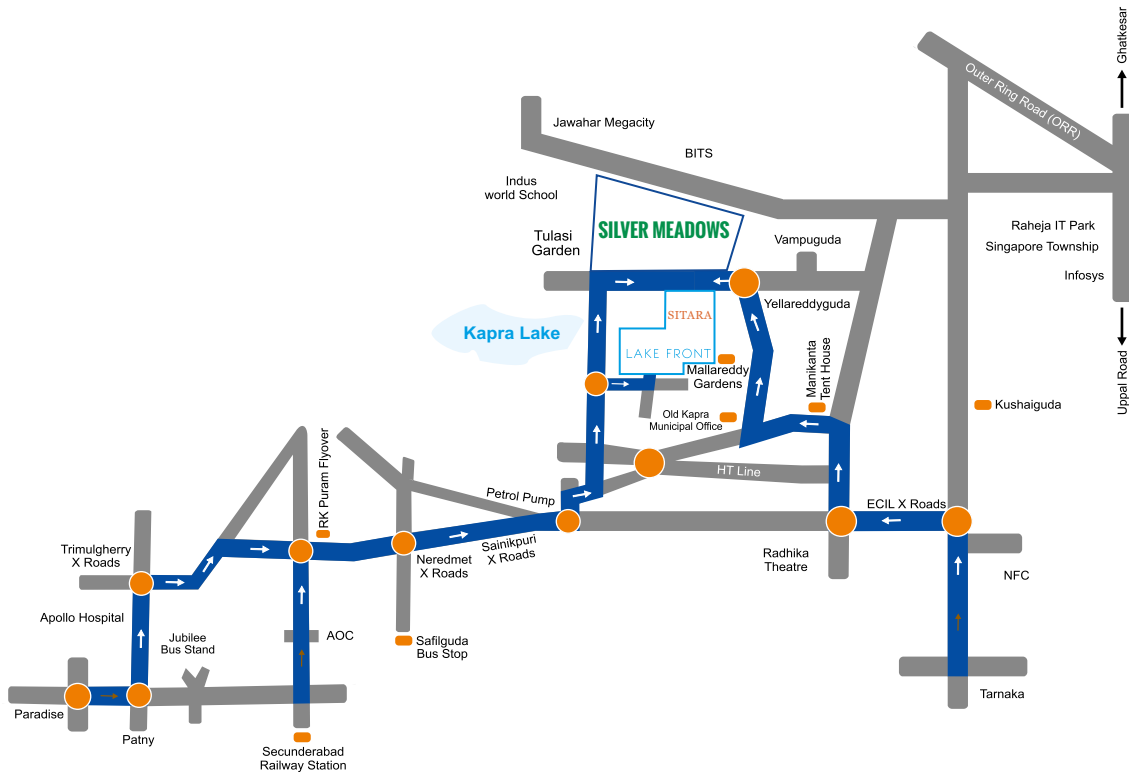 Ghatkesar
Outer Ring Road (ORR)
Jawahar Megacity
BITS
Indus
world School
SILVER MEADOWS
Tulasi
Garden
Vampuguda
Raheja IT Park
Singapore Township
Infosys
Yellareddyguda
SITARA
Kapra Lake
LAKE FRONT
Mallareddy
Gardens
Manikanta
Tent House
Uppal Road
Kushaiguda
Old Kapra
Municipal Office
HT Line
RK Puram Flyover
Petrol Pump
ECIL X Roads
Sainikpuri
X Roads
Trimulgherry
X Roads
Neredmet
X Roads
Radhika
Theatre
NFC
Apollo Hospital
Jubilee
Bus Stand
AOC
Safilguda
Bus Stop
Tarnaka
Paradise
Patny
Secunderabad
Railway Station